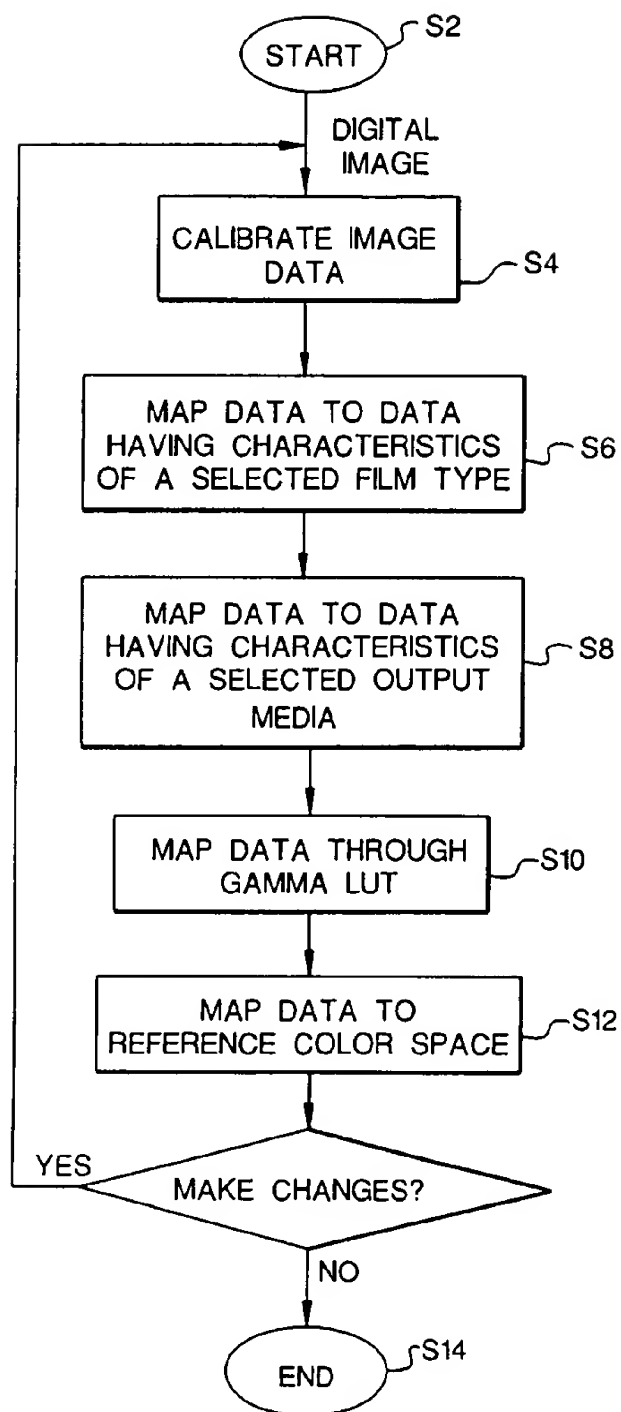 START
S2
DIGITAL
IMAGE
CALIBRATE IMAGE
DATA
S4
MAP DATA TO DATA
HAVING CHARACTERISTICS
OF A SELECTED FILM TYPE
S6
MAP DATA TO DATA
HAVING CHARACTERISTICS
OF A SELECTED OUTPUT
MEDIA
S8
MAP DATA THROUGH
GAMMA LUT
S10
MAP DATA TO
REFERENCE COLOR SPACE
S12
YES
MAKE CHANGES?
NO
END
S14